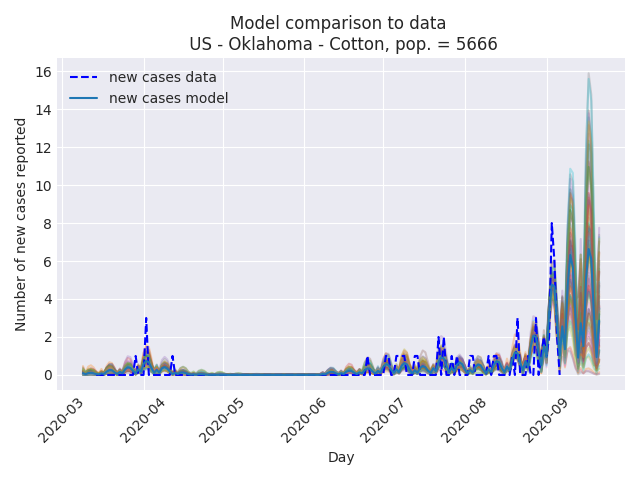 Model comparison to data
US - Oklahoma - Cotton, pop. = 5666
new cases data
new cases model
Number of new cases reported
16
14
12
10
8
6
4
2
0
2020-03
2020-04
2020-05
2020-06
2020-07
2020-08
2020-09
Day